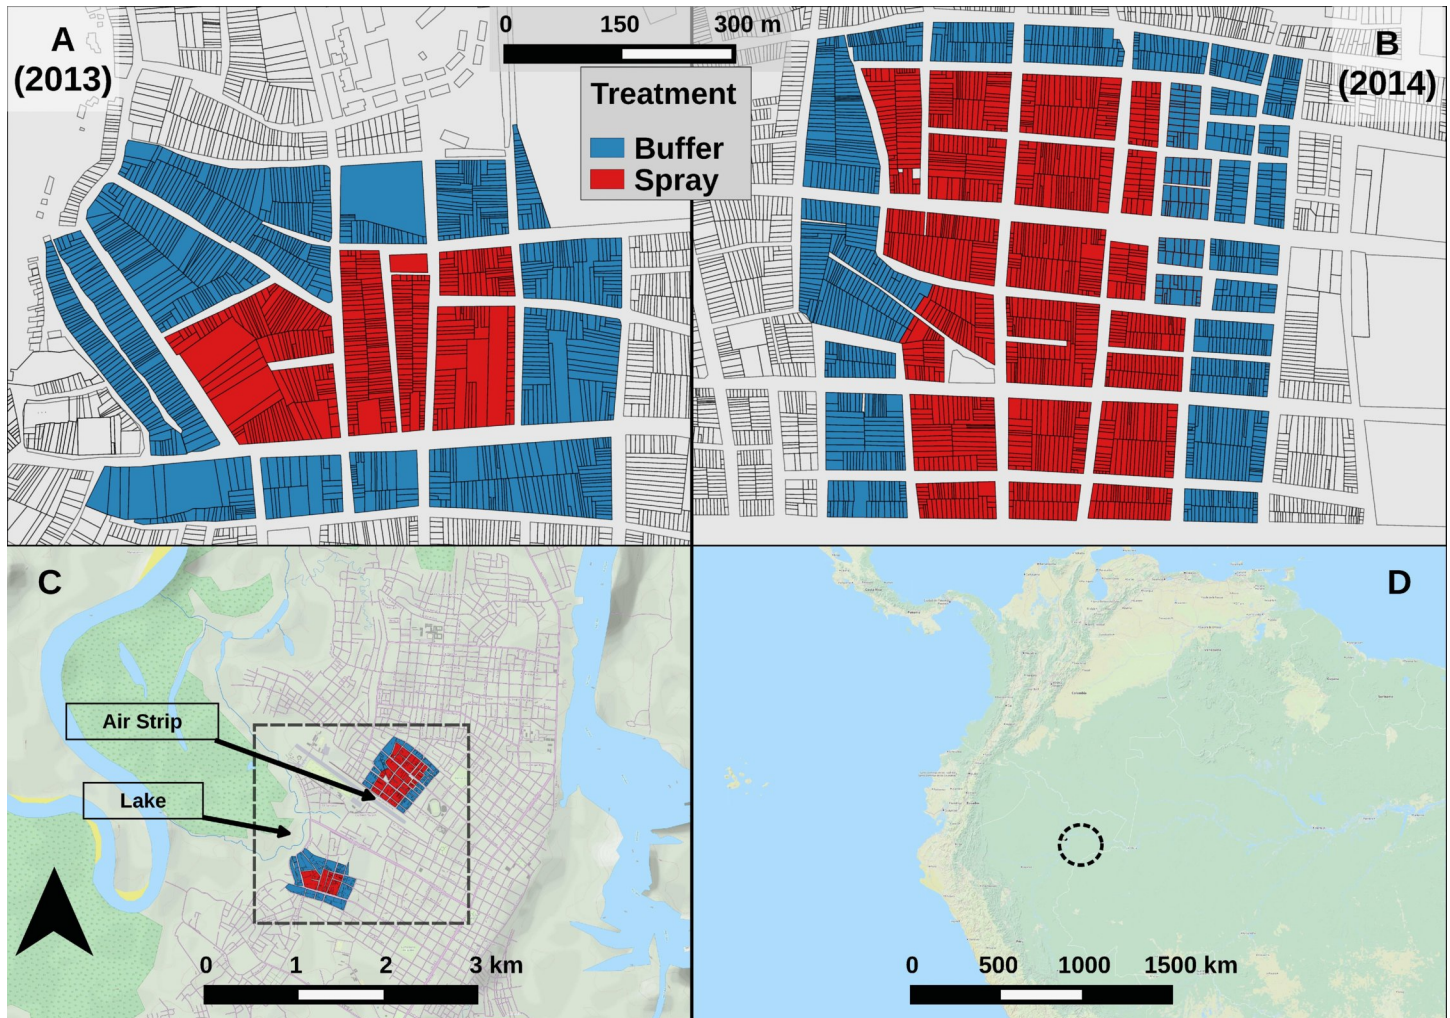 A
(2013)
0 150 300 m
Treatment
Buffer
Spray
B
(2014)
C
Air Strip
Lake
0 1 2 3 km
D
0 500 1000 1500 km